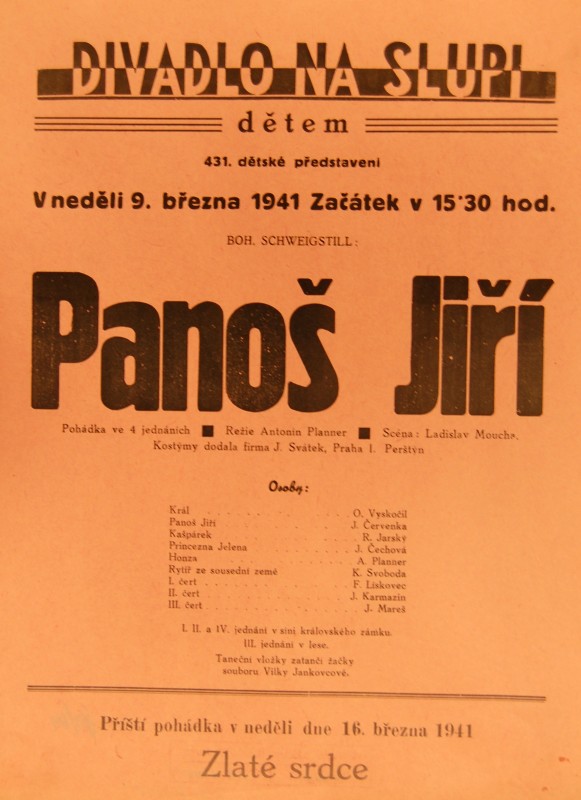 DIVADLO NA SLUPI
dětem
431. dětské představení
V neděli 9. března 1941 Začátek v 15·30 hod.
BOH. SCHWEIGSTILL:
Panoš Jiří
Pohádka ve 4 jednáních ■ Režie Antonín Planner ■ Scéna: Ladislav Moucha.
Kostýmy dodala firma J. Svátek, Praha I. Perštýn
Osoby:
Král . . . . . . . . . . O. Vyskočil
Panoš Jiří . . . . . . . . . . J. Červenka
Kašpárek . . . . . . . . . . R. Jarský
Princezna Jelena . . . . . . . . . . J. Čechová
Honza . . . . . . . . . . A. Planner
Rytíř ze sousední země . . . . . K. Svoboda
I. čert . . . . . . . . . . F. Lískovec
II. čert . . . . . . . . . . J. Karmazín
III. čert . . . . . . . . . . J. Mareš
I. II. a IV. jednání v síni královského zámku.
III. jednání v lese.
Taneční vložky zatančí žačky
souboru Vilky Jankovcové.
Příští pohádka v neděli dne 16. března 1941
Zlaté srdce